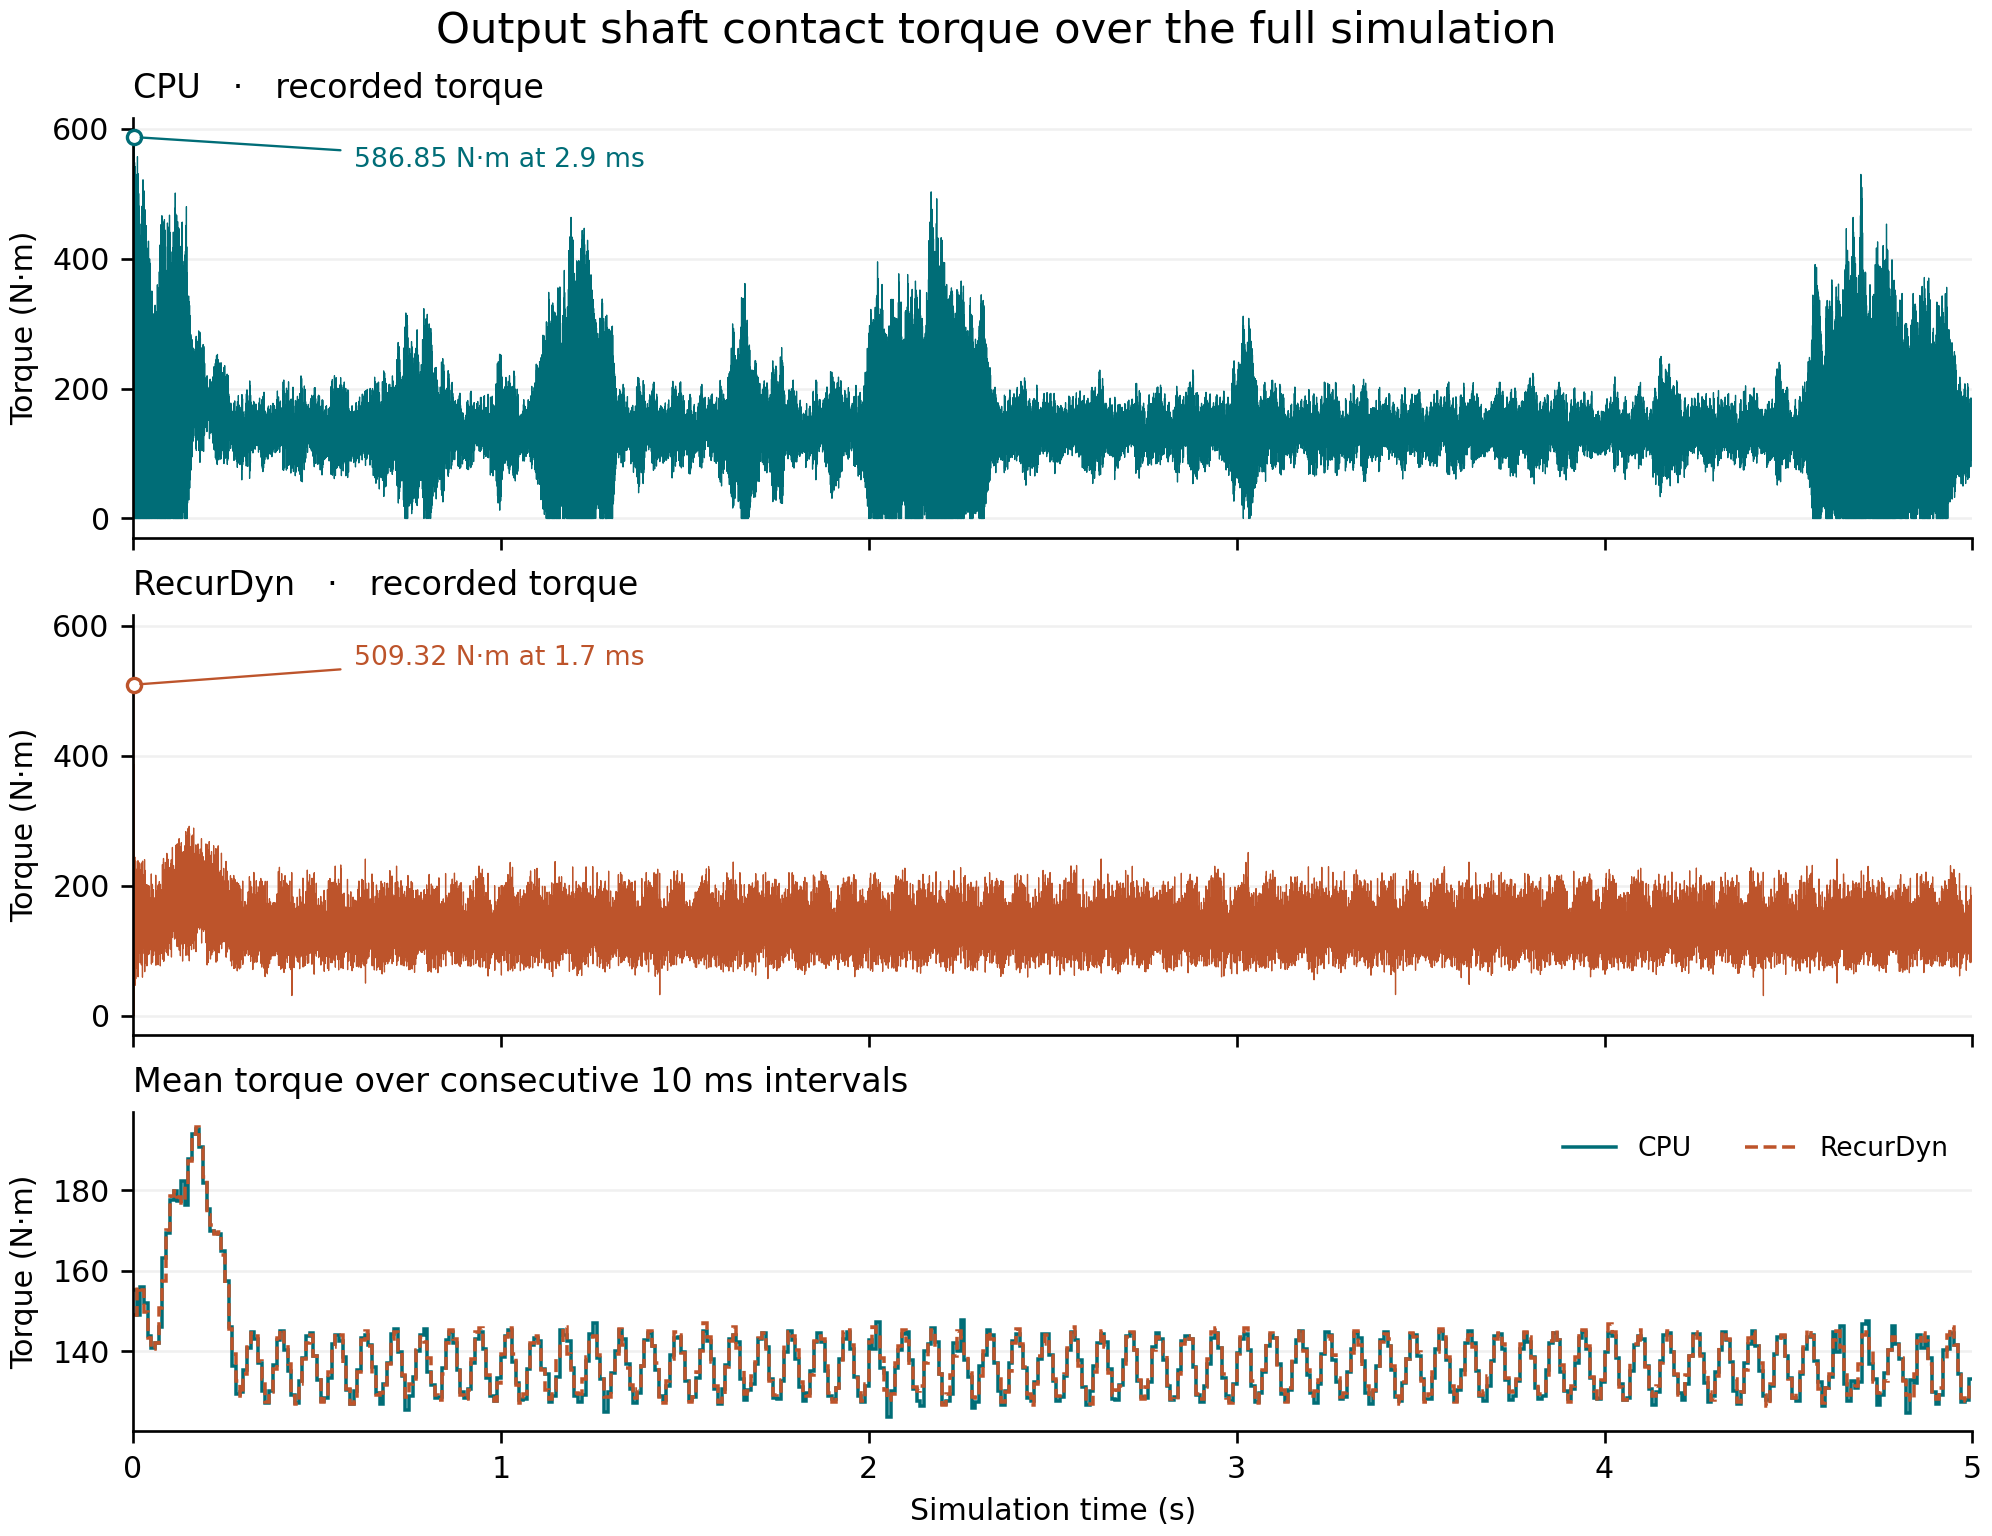 Output shaft contact torque over the full simulation
CPU · recorded torque
600
400
200
0
Torque (N·m)
586.85 N·m at 2.9 ms
RecurDyn · recorded torque
600
400
200
0
Torque (N·m)
509.32 N·m at 1.7 ms
Mean torque over consecutive 10 ms intervals
180
160
140
Torque (N·m)
CPU
RecurDyn
0 1 2 3 4 5
Simulation time (s)